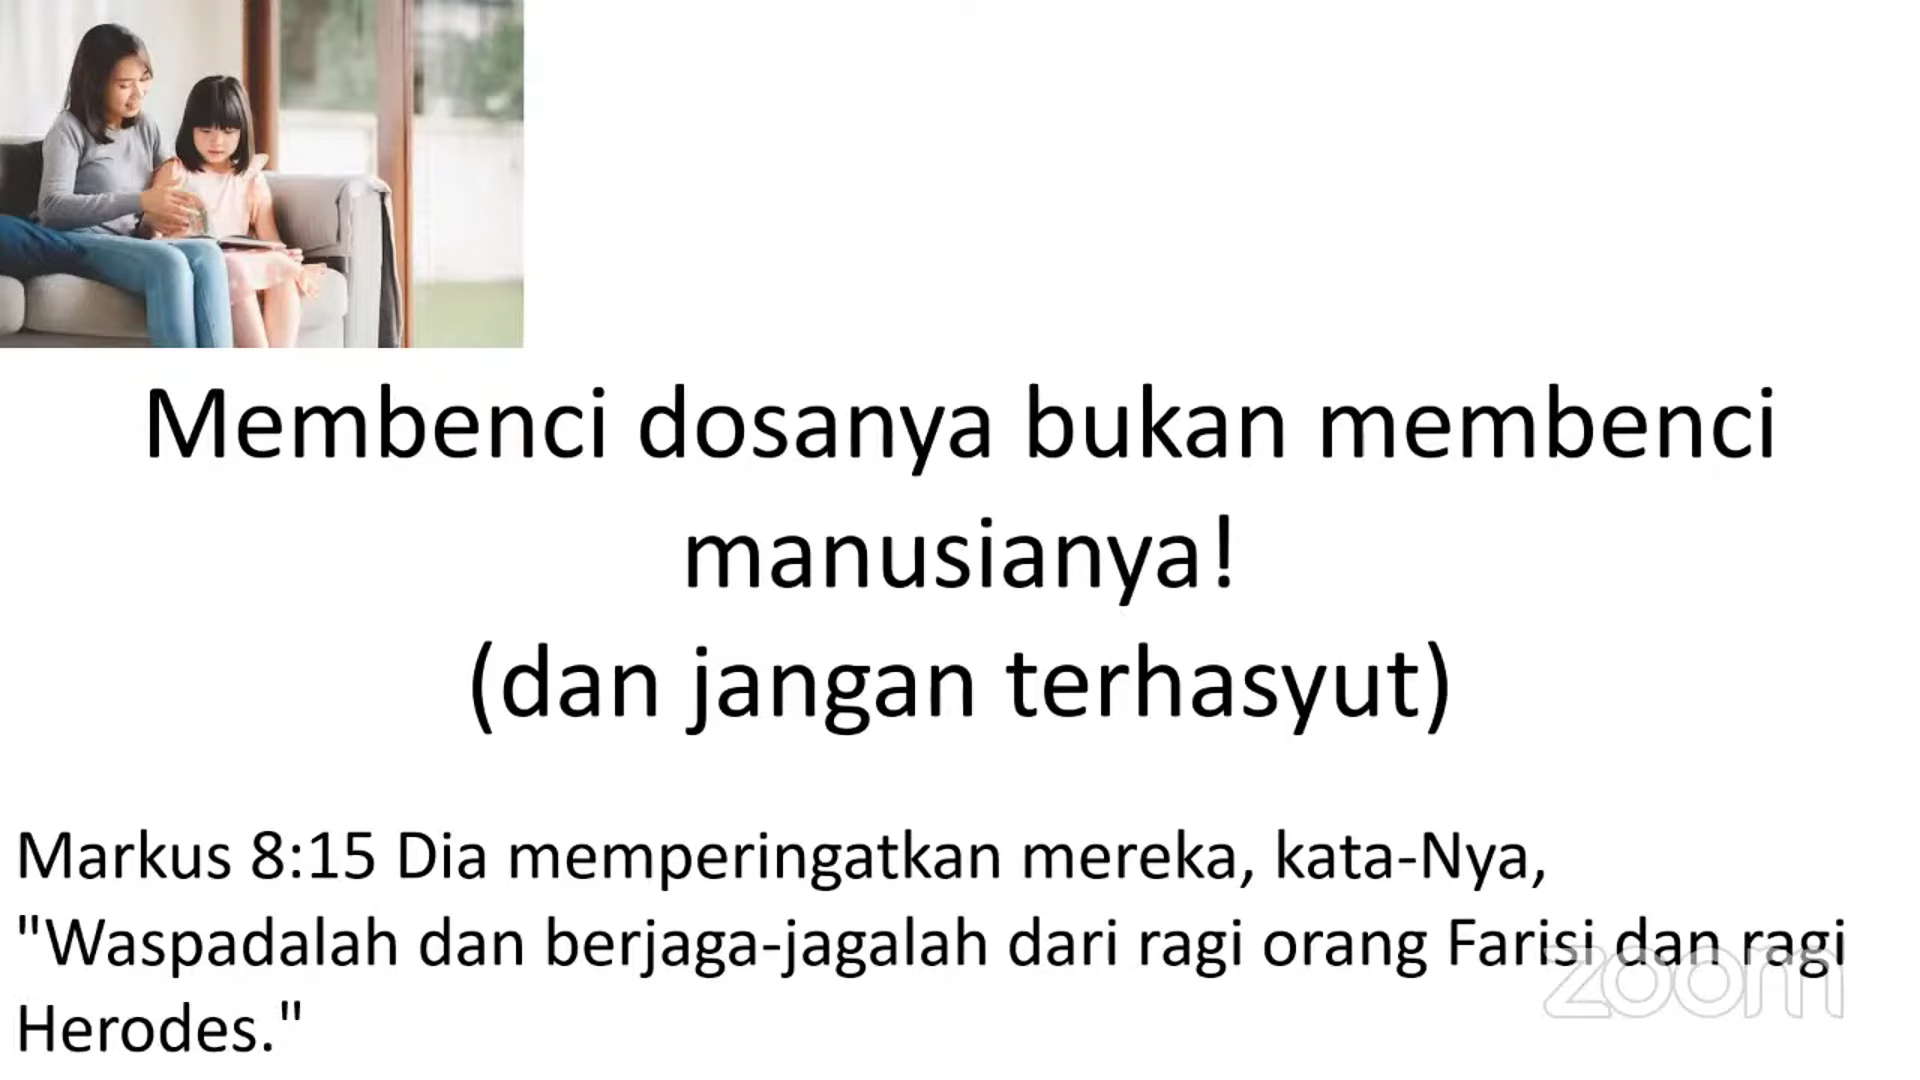 Membenci dosanya bukan membenci
manusianya!
(dan jangan terhasyut)
Markus 8:15 Dia memperingatkan mereka, kata-Nya,
"Waspadalah dan berjaga-jagalah dari ragi orang Farisi dan ragi
Herodes."
zoom